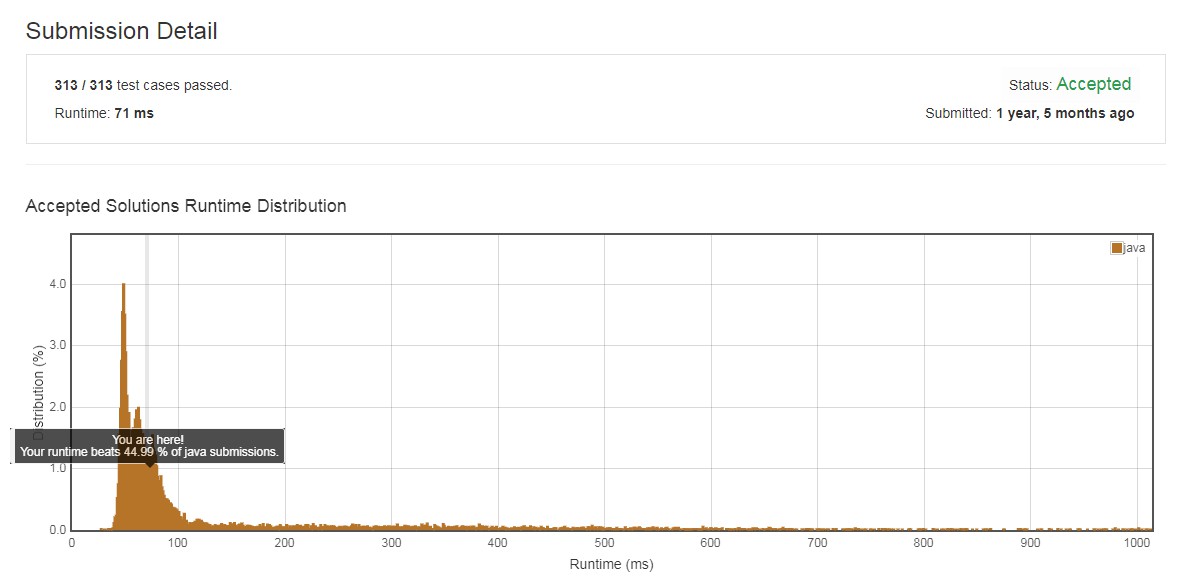 Submission Detail
313 / 313 test cases passed.
Status: Accepted
Runtime: 71 ms
Submitted: 1 year, 5 months ago
Accepted Solutions Runtime Distribution
java
4.0
3.0
2.0
1.0
0.0
Distribution (%)
You are here!
Your runtime beats 44.99 % of java submissions.
0 100 200 300 400 500 600 700 800 900 1000
Runtime (ms)